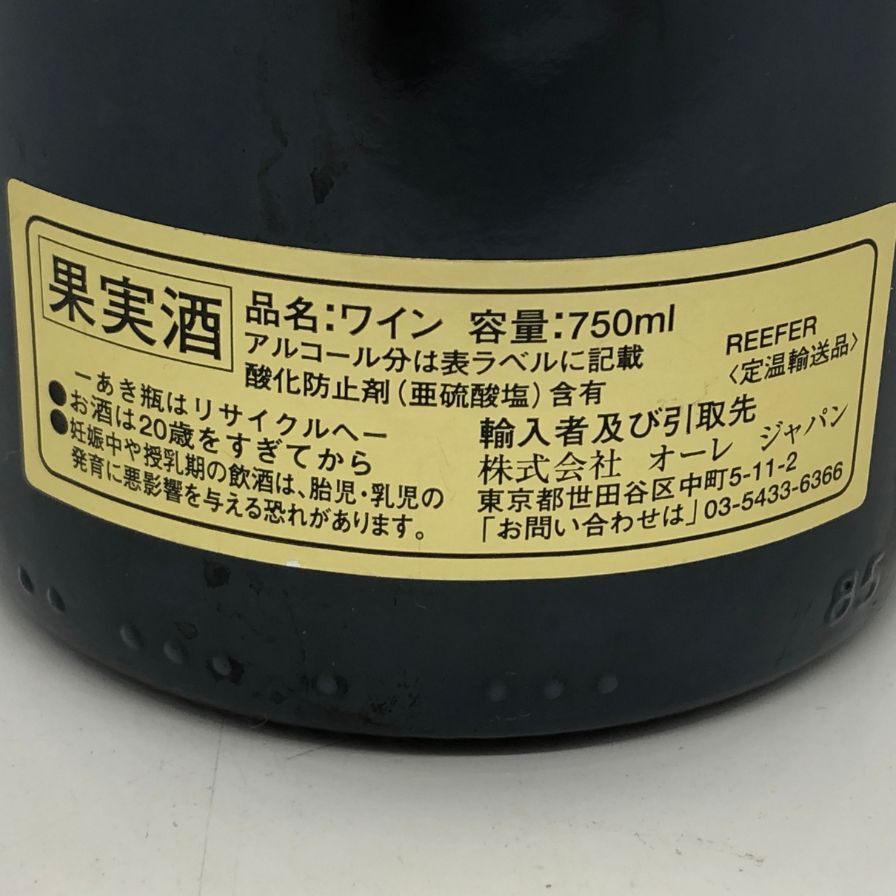 果実酒
品名:ワイン 容量:750ml
アルコール分は表ラベルに記載
酸化防止剤(亜硫酸塩)含有
REEFER
〈定温輸送品〉
ーあき瓶はリサイクルへー
●お酒は20歳をすぎてから
●妊娠中や授乳期の飲酒は、胎児・乳児の
発育に悪影響を与える恐れがあります。
輸入者及び引取先
株式会社 オーレ ジャパン
東京都世田谷区中町5-11-2
「お問い合わせは」03-5433-6366
85